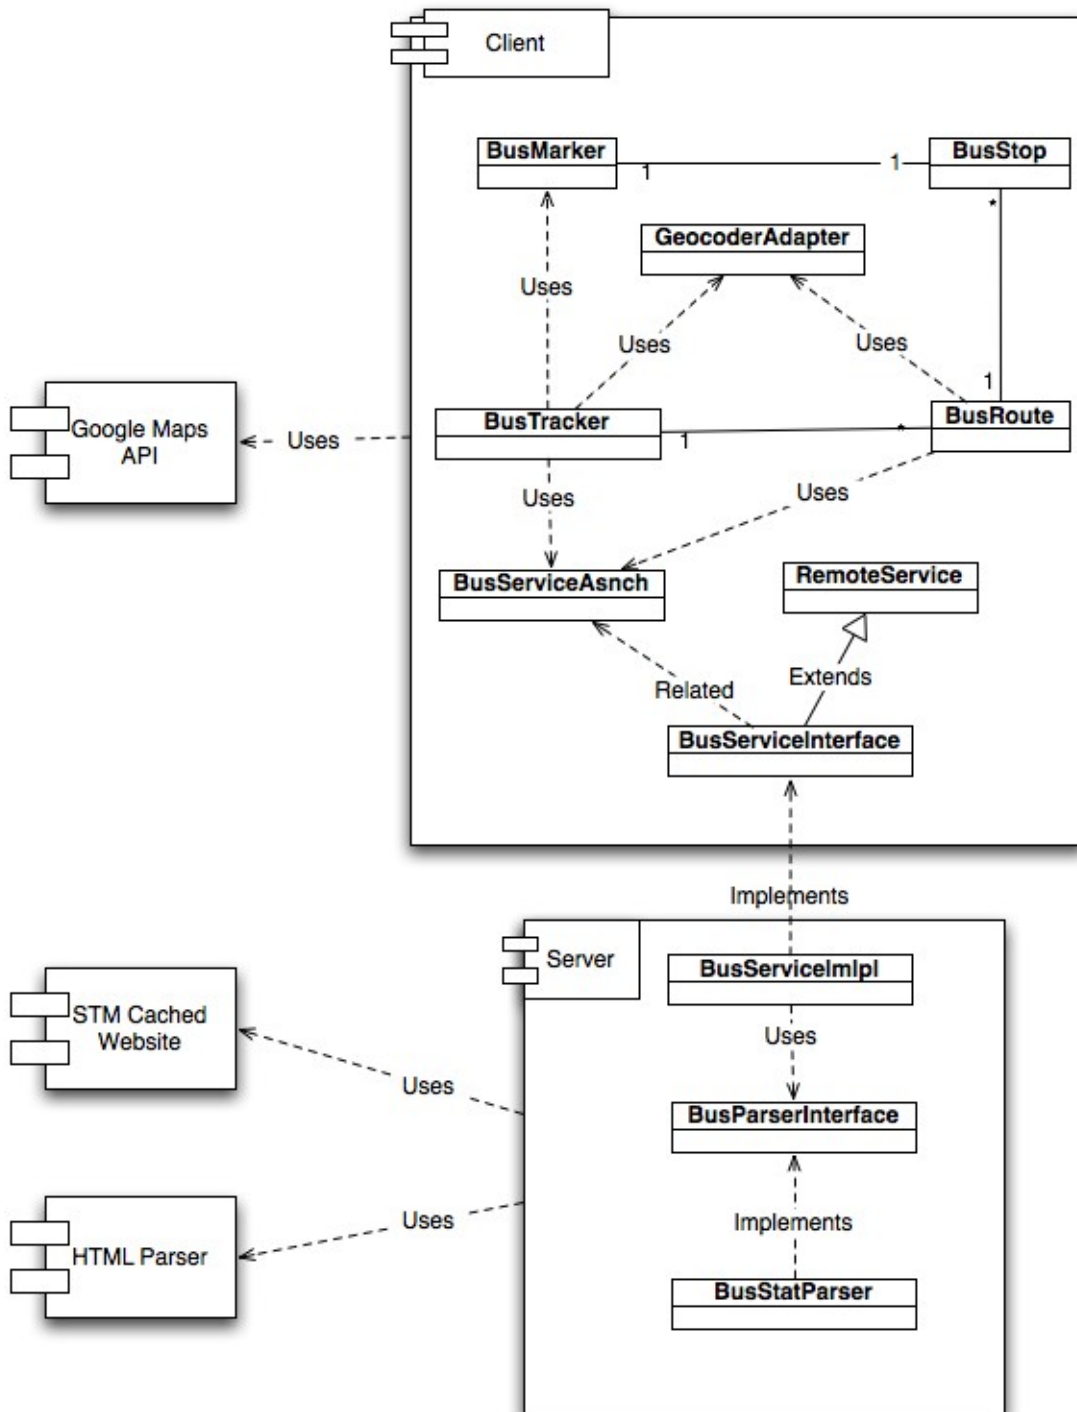 Client
BusMarker
BusStop
1
1
*
GeocoderAdapter
Uses
Uses
Uses
1
BusTracker
BusRoute
1
*
Google Maps
API
Uses
Uses
Uses
BusServiceAsnch
RemoteService
Related
Extends
BusServiceInterface
Implements
Server
BusServiceImlpl
STM Cached
Website
Uses
Uses
BusParserInterface
Uses
Implements
HTML Parser
BusStatParser